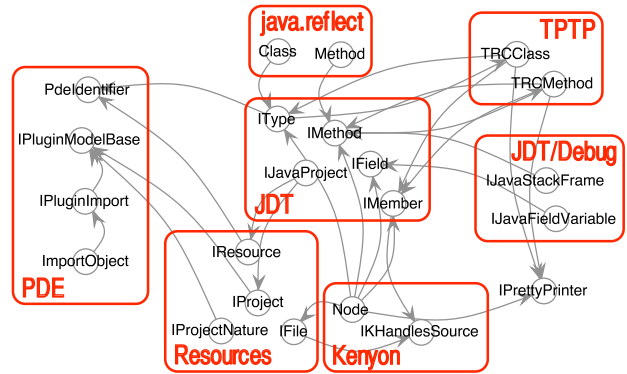 java.reflect
Class
Method
TPTP
TRCClass
TRCMethod
PdeIdentifier
IPluginModelBase
IPluginImport
ImportObject
PDE
IType
IMethod
IField
IJavaProject
IMember
JDT
JDT/Debug
IJavaStackFrame
IJavaFieldVariable
IResource
IProject
IProjectNature
IFile
Resources
Node
IKHandlesSource
Kenyon
IPrettyPrinter